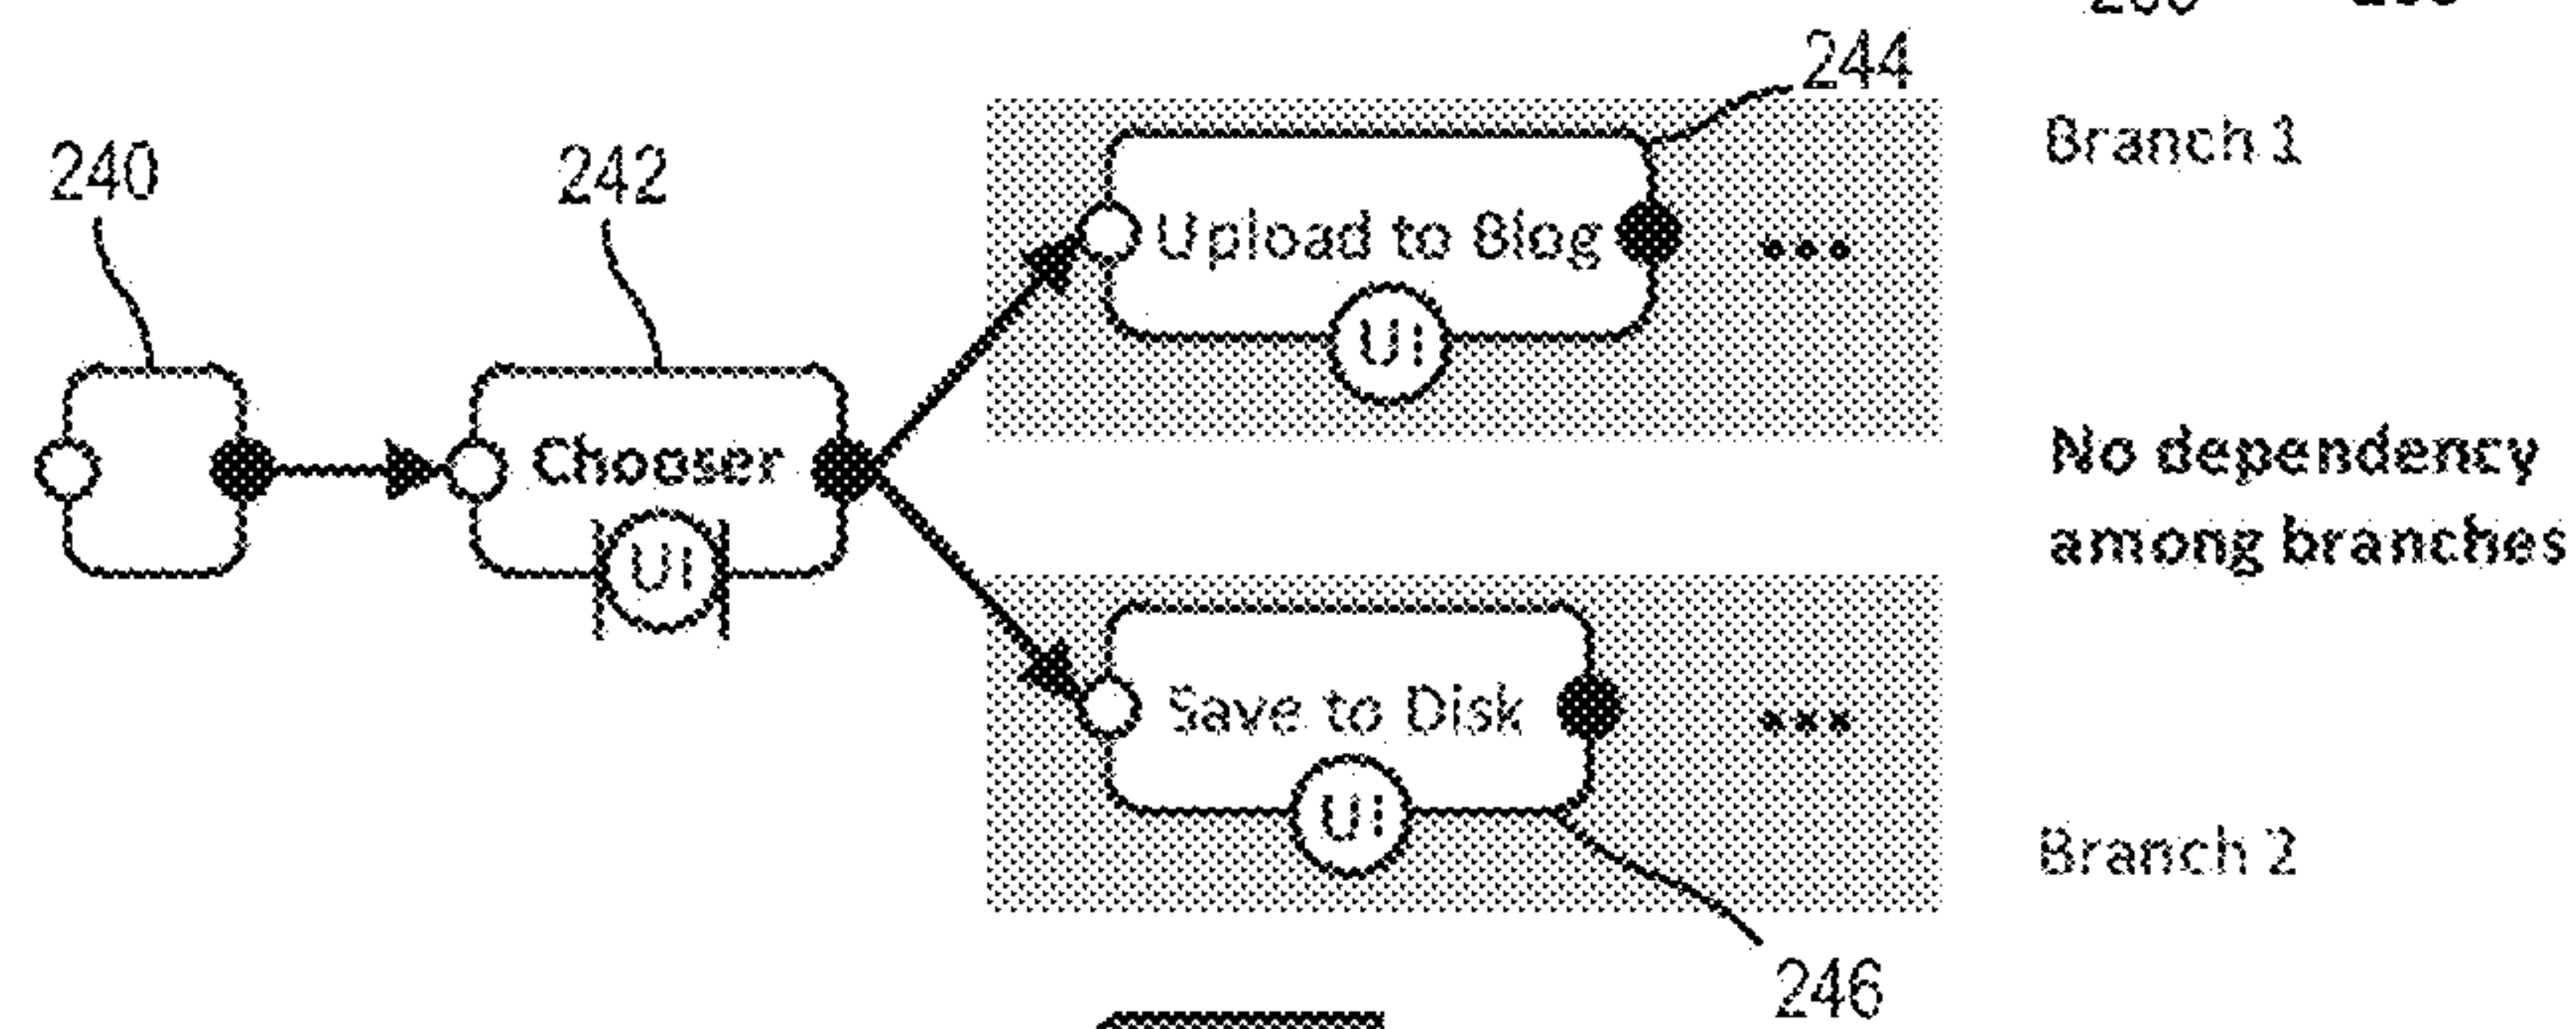 244
Branch 1
240
242
Upload to Blog
•••
UI
Chooser
UI
No dependency
among branches
Save to Disk
•••
UI
Branch 2
246